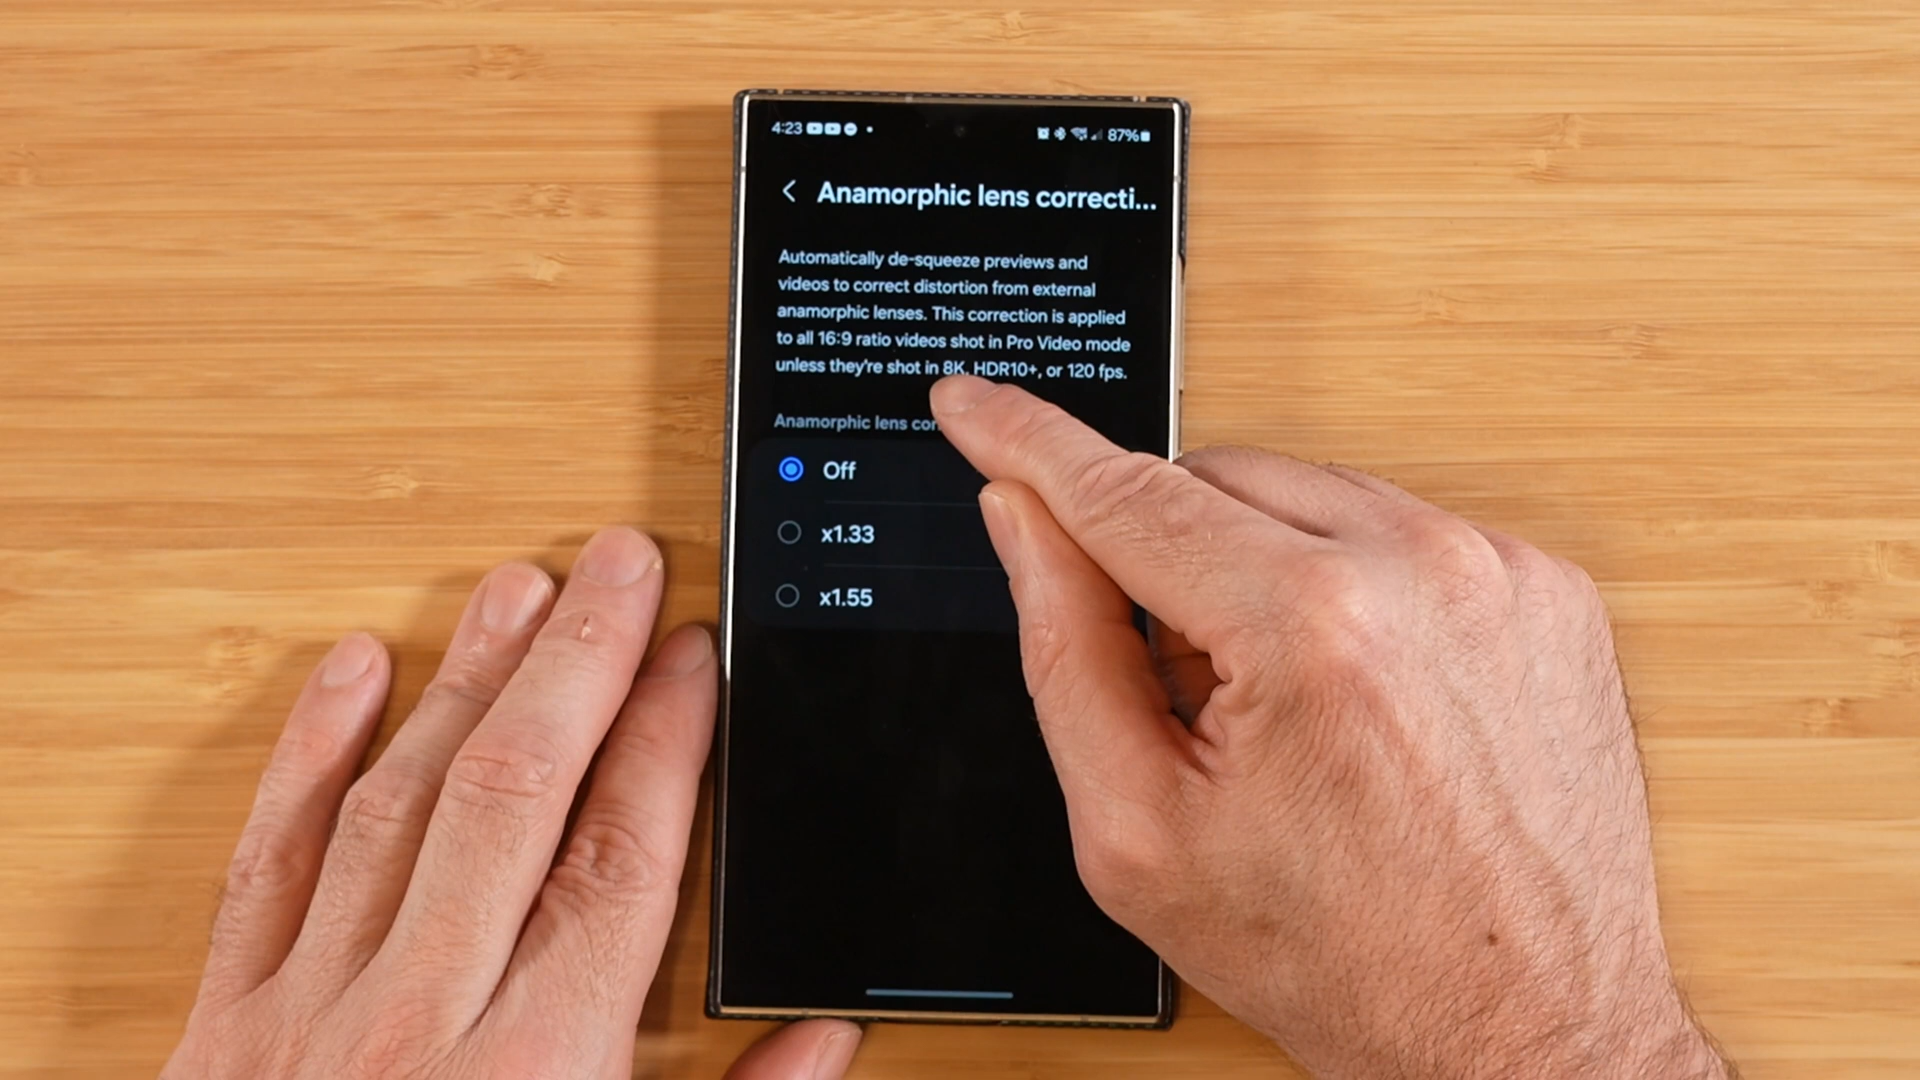 4:23
87%
Anamorphic lens correcti...
Automatically de-squeeze previews and
videos to correct distortion from external
anamorphic lenses. This correction is applied
to all 16:9 ratio videos shot in Pro Video mode
unless they're shot in 8K, HDR10+, or 120 fps.
Anamorphic lens
Off
x1.33
x1.55